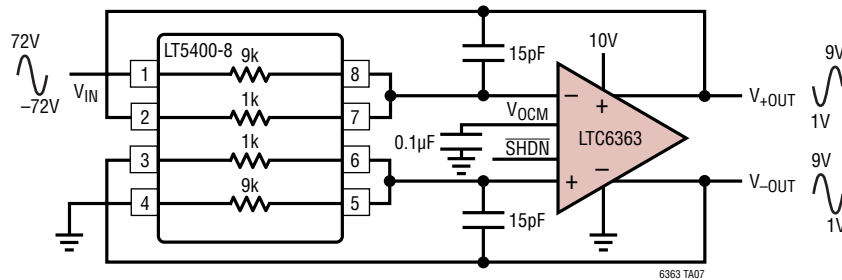 72V
–72V
VIN
LT5400-8
1
9k
8
2
1k
7
3
1k
6
4
9k
5
15pF
10V
–
+
VOCM
0.1µF
SHDN
LTC6363
+
–
15pF
V+OUT
9V
1V
V–OUT
9V
1V
6363 TA07